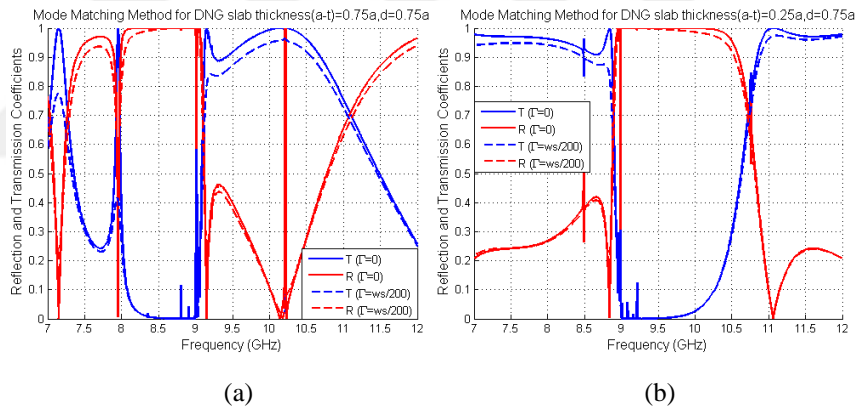 Mode Matching Method for DNG slab thickness(a-t)=0.75a,d=0.75a
Reflection and Transmission Coefficients
1
0.9
0.8
0.7
0.6
0.5
0.4
0.3
0.2
0.1
0
7 7.5 8 8.5 9 9.5 10 10.5 11 11.5 12
Frequency (GHz)
T (Γ=0)
R (Γ=0)
T (Γ=ws/200)
R (Γ=ws/200)
(a)
Mode Matching Method for DNG slab thickness(a-t)=0.25a,d=0.75a
Reflection and Transmission Coefficients
1
0.9
0.8
0.7
0.6
0.5
0.4
0.3
0.2
0.1
0
T (Γ=0)
R (Γ=0)
T (Γ=ws/200)
R (Γ=ws/200)
7 7.5 8 8.5 9 9.5 10 10.5 11 11.5 12
Frequency (GHz)
(b)